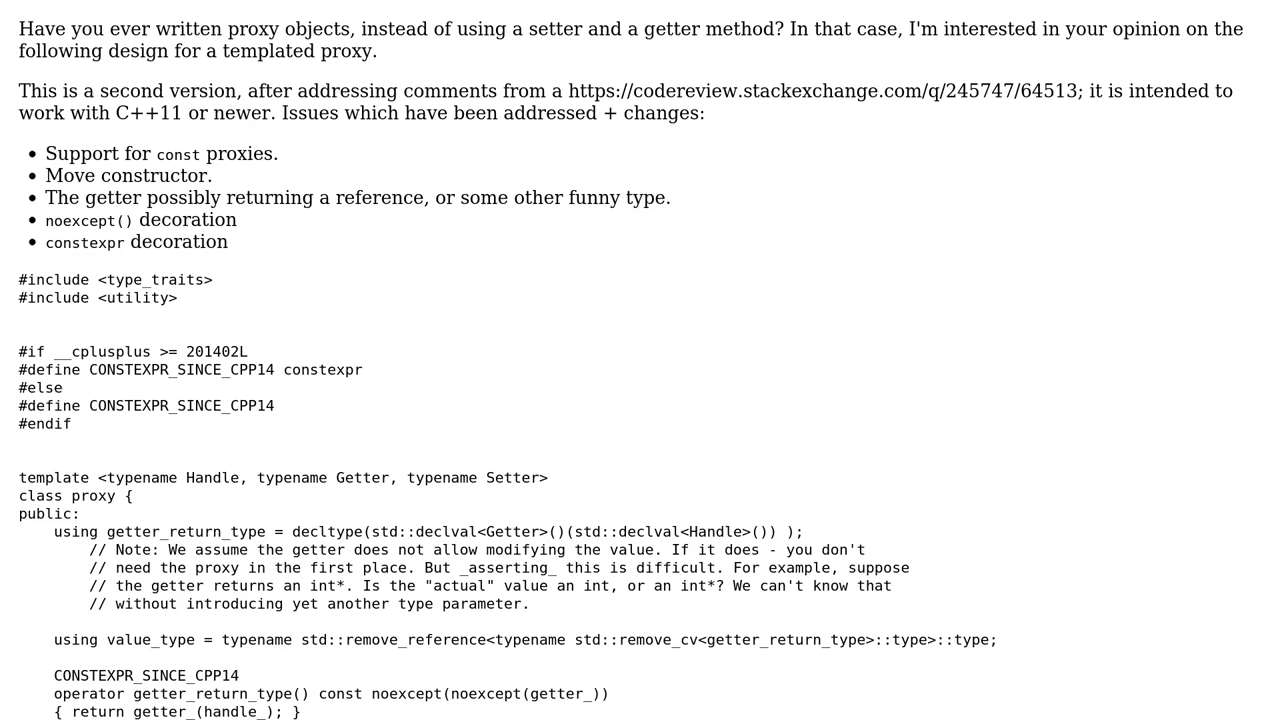 Have you ever written proxy objects, instead of using a setter and a getter method? In that case, I'm interested in your opinion on the
following design for a templated proxy.
This is a second version, after addressing comments from a https://codereview.stackexchange.com/q/245747/64513; it is intended to
work with C++11 or newer. Issues which have been addressed + changes:
• Support for const proxies.
• Move constructor.
• The getter possibly returning a reference, or some other funny type.
• noexcept() decoration
• constexpr decoration
#include <type_traits>
#include <utility>
#if __cplusplus >= 201402L
#define CONSTEXPR_SINCE_CPP14 constexpr
#else
#define CONSTEXPR_SINCE_CPP14
#endif
template <typename Handle, typename Getter, typename Setter>
class proxy {
public:
    using getter_return_type = decltype(std::declval<Getter>()(std::declval<Handle>()) );
        // Note: We assume the getter does not allow modifying the value. If it does - you don't
        // need the proxy in the first place. But _asserting_ this is difficult. For example, suppose
        // the getter returns an int*. Is the "actual" value an int, or an int*? We can't know that
        // without introducing yet another type parameter.
    using value_type = typename std::remove_reference<typename std::remove_cv<getter_return_type>::type>::type;
    CONSTEXPR_SINCE_CPP14
    operator getter_return_type() const noexcept(noexcept(getter_))
    { return getter_(handle_); }